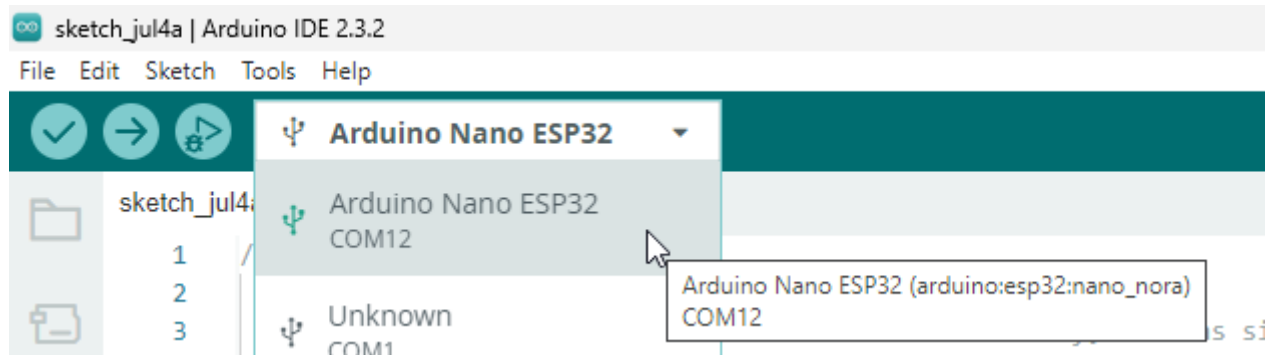 sketch_jul4a | Arduino IDE 2.3.2
File Edit Sketch Tools Help
Arduino Nano ESP32
sketch_jul4a
Arduino Nano ESP32
COM12
1 /
Arduino Nano ESP32 (arduino:esp32:nano_nora)
COM12
2
Unknown
3
COM1